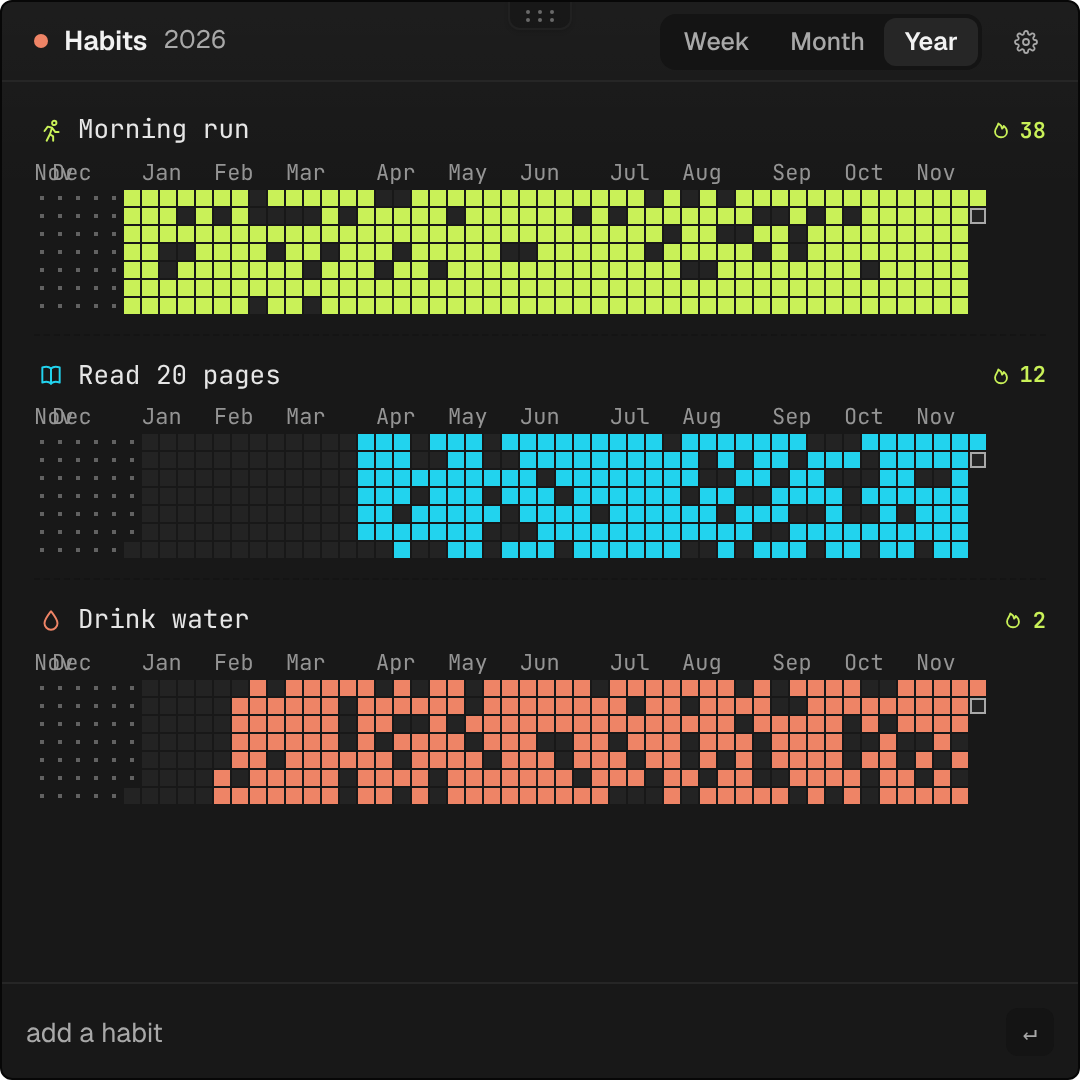 Habits 2026 Week Month Year
Morning run 38
Nov Dec Jan Feb Mar Apr May Jun Jul Aug Sep Oct Nov
Read 20 pages 12
Nov Dec Jan Feb Mar Apr May Jun Jul Aug Sep Oct Nov
Drink water 2
Nov Dec Jan Feb Mar Apr May Jun Jul Aug Sep Oct Nov
add a habit